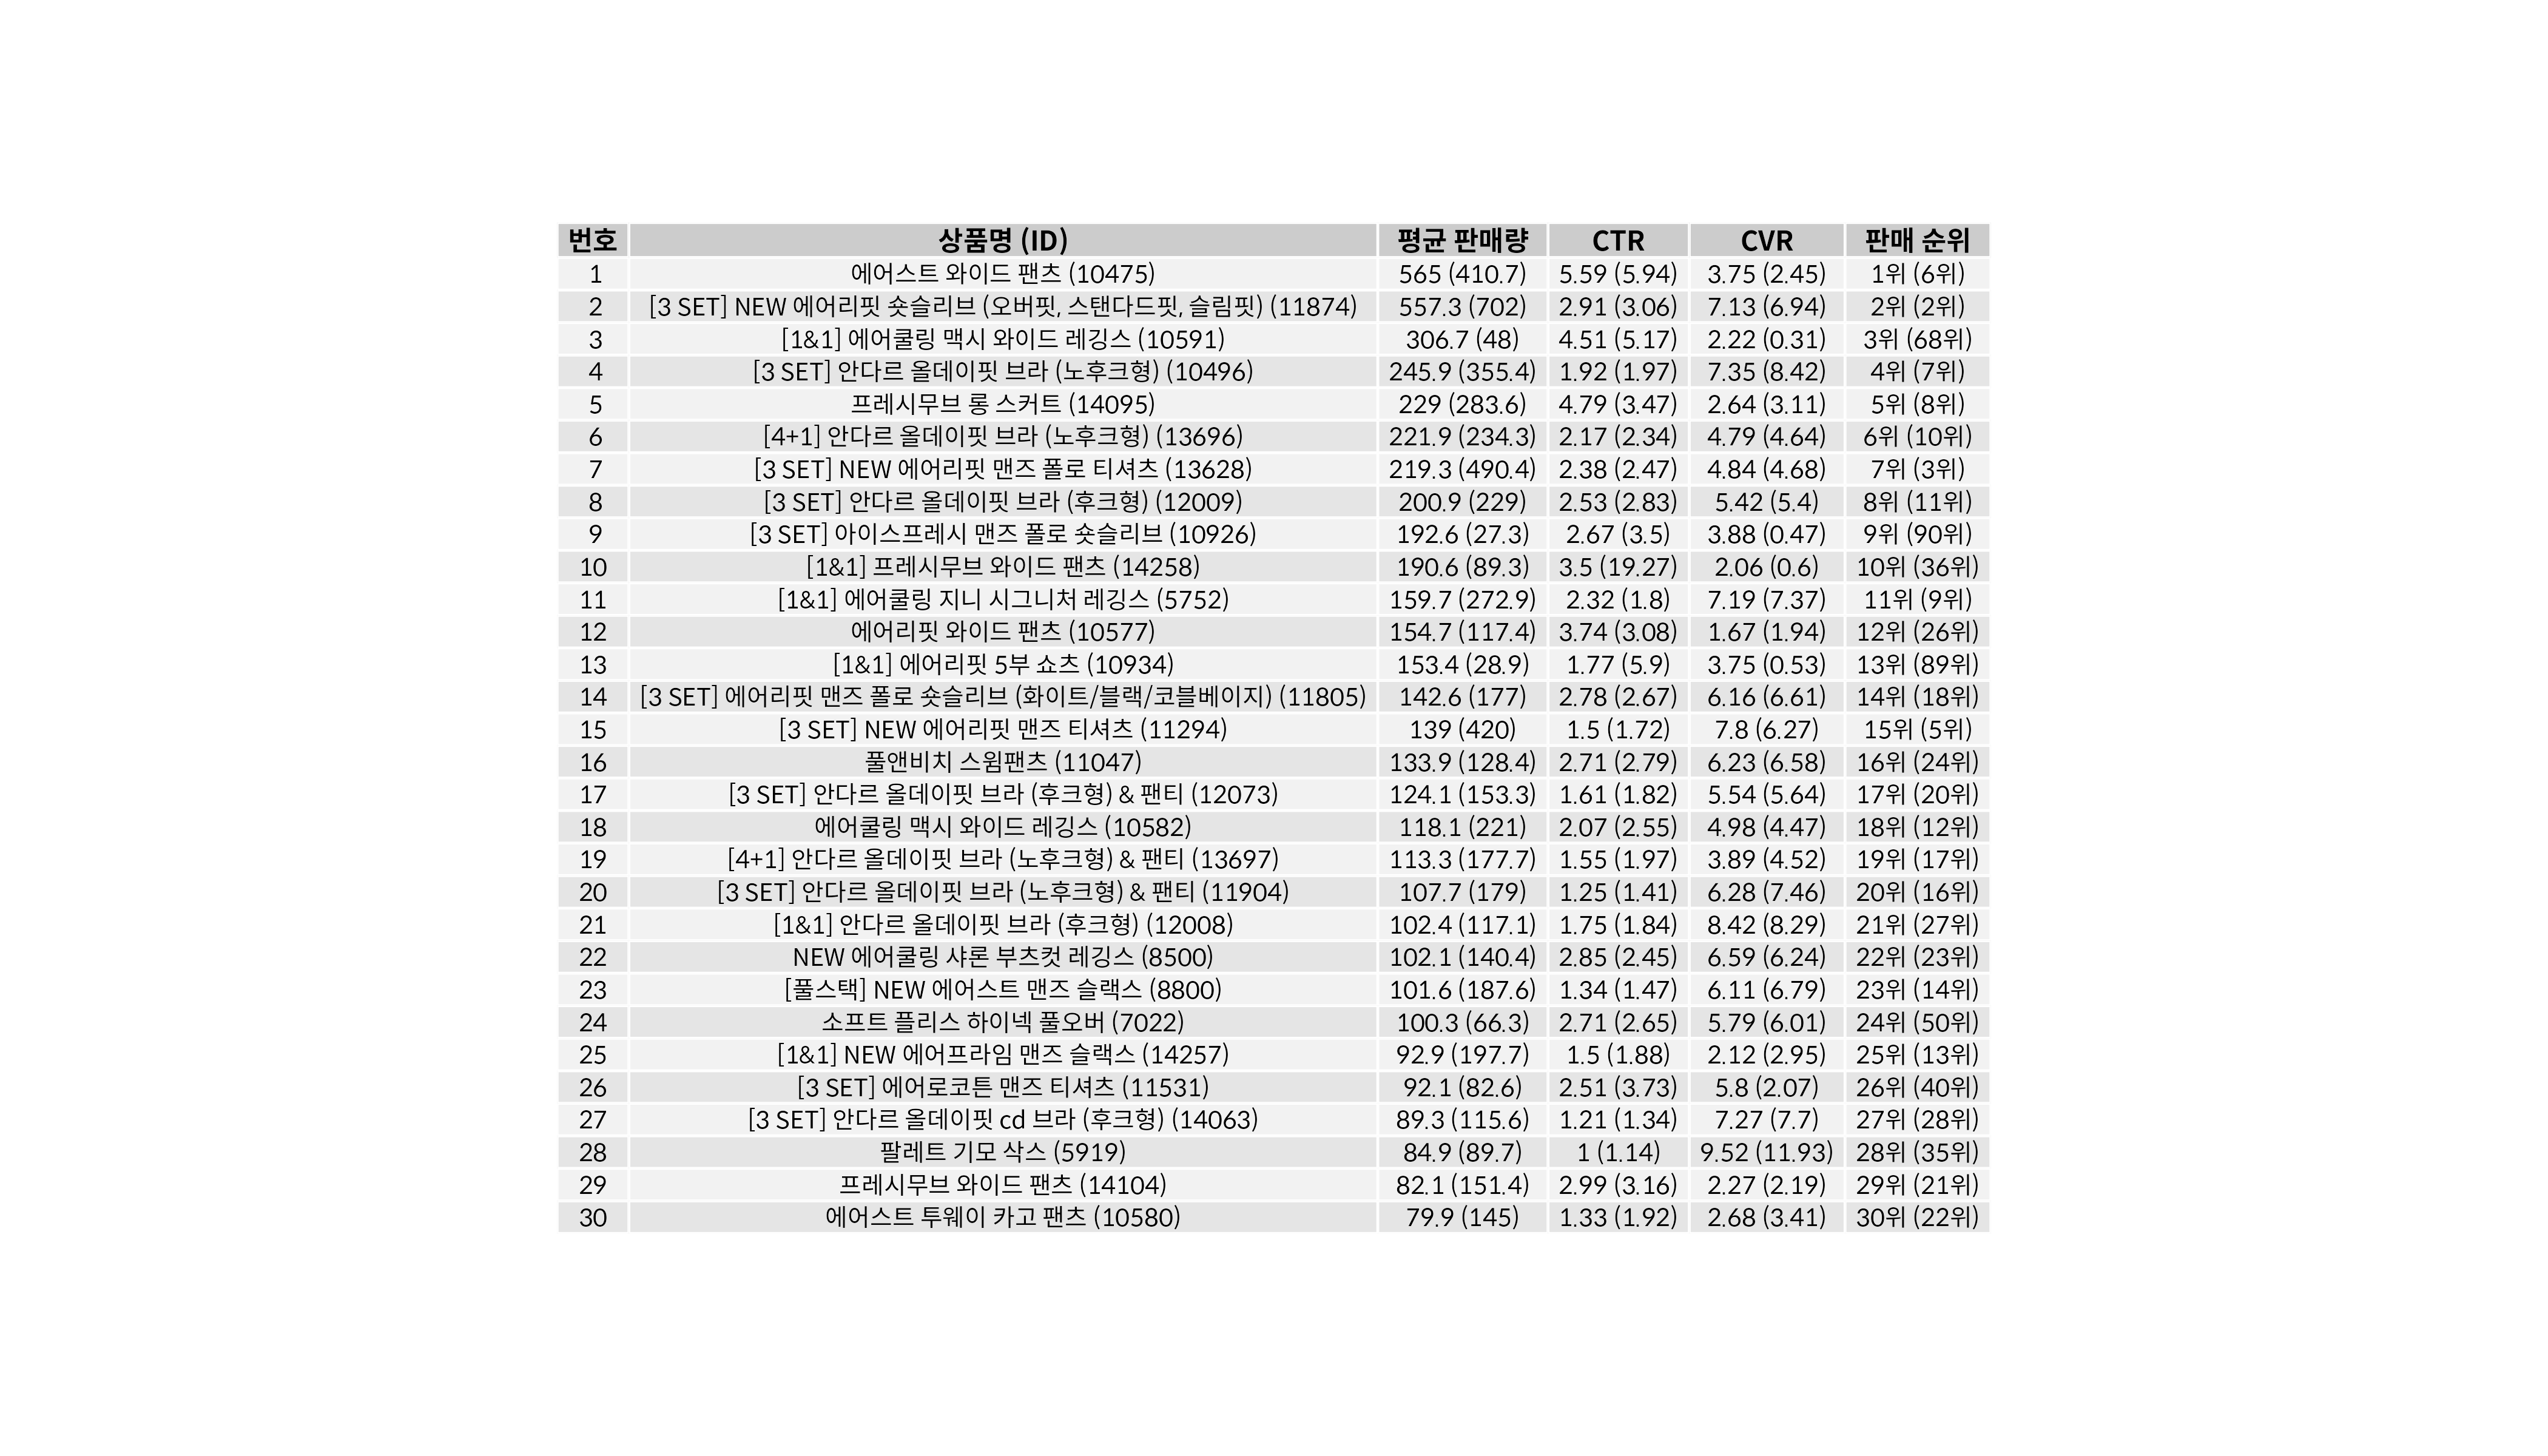 번호 상품명 (ID) 평균 판매량 CTR CVR 판매 순위
1 에어스트 와이드 팬츠 (10475) 565 (410.7) 5.59 (5.94) 3.75 (2.45) 1위 (6위)
2 [3 SET] NEW 에어리핏 숏슬리브 (오버핏, 스탠다드핏, 슬림핏) (11874) 557.3 (702) 2.91 (3.06) 7.13 (6.94) 2위 (2위)
3 [1&1] 에어쿨링 맥시 와이드 레깅스 (10591) 306.7 (48) 4.51 (5.17) 2.22 (0.31) 3위 (68위)
4 [3 SET] 안다르 올데이핏 브라 (노후크형) (10496) 245.9 (355.4) 1.92 (1.97) 7.35 (8.42) 4위 (7위)
5 프레시무브 롱 스커트 (14095) 229 (283.6) 4.79 (3.47) 2.64 (3.11) 5위 (8위)
6 [4+1] 안다르 올데이핏 브라 (노후크형) (13696) 221.9 (234.3) 2.17 (2.34) 4.79 (4.64) 6위 (10위)
7 [3 SET] NEW 에어리핏 맨즈 폴로 티셔츠 (13628) 219.3 (490.4) 2.38 (2.47) 4.84 (4.68) 7위 (3위)
8 [3 SET] 안다르 올데이핏 브라 (후크형) (12009) 200.9 (229) 2.53 (2.83) 5.42 (5.4) 8위 (11위)
9 [3 SET] 아이스프레시 맨즈 폴로 숏슬리브 (10926) 192.6 (27.3) 2.67 (3.5) 3.88 (0.47) 9위 (90위)
10 [1&1] 프레시무브 와이드 팬츠 (14258) 190.6 (89.3) 3.5 (19.27) 2.06 (0.6) 10위 (36위)
11 [1&1] 에어쿨링 지니 시그니처 레깅스 (5752) 159.7 (272.9) 2.32 (1.8) 7.19 (7.37) 11위 (9위)
12 에어리핏 와이드 팬츠 (10577) 154.7 (117.4) 3.74 (3.08) 1.67 (1.94) 12위 (26위)
13 [1&1] 에어리핏 5부 쇼츠 (10934) 153.4 (28.9) 1.77 (5.9) 3.75 (0.53) 13위 (89위)
14 [3 SET] 에어리핏 맨즈 폴로 숏슬리브 (화이트/블랙/코블베이지) (11805) 142.6 (177) 2.78 (2.67) 6.16 (6.61) 14위 (18위)
15 [3 SET] NEW 에어리핏 맨즈 티셔츠 (11294) 139 (420) 1.5 (1.72) 7.8 (6.27) 15위 (5위)
16 풀앤비치 스윔팬츠 (11047) 133.9 (128.4) 2.71 (2.79) 6.23 (6.58) 16위 (24위)
17 [3 SET] 안다르 올데이핏 브라 (후크형) & 팬티 (12073) 124.1 (153.3) 1.61 (1.82) 5.54 (5.64) 17위 (20위)
18 에어쿨링 맥시 와이드 레깅스 (10582) 118.1 (221) 2.07 (2.55) 4.98 (4.47) 18위 (12위)
19 [4+1] 안다르 올데이핏 브라 (노후크형) & 팬티 (13697) 113.3 (177.7) 1.55 (1.97) 3.89 (4.52) 19위 (17위)
20 [3 SET] 안다르 올데이핏 브라 (노후크형) & 팬티 (11904) 107.7 (179) 1.25 (1.41) 6.28 (7.46) 20위 (16위)
21 [1&1] 안다르 올데이핏 브라 (후크형) (12008) 102.4 (117.1) 1.75 (1.84) 8.42 (8.29) 21위 (27위)
22 NEW 에어쿨링 샤론 부츠컷 레깅스 (8500) 102.1 (140.4) 2.85 (2.45) 6.59 (6.24) 22위 (23위)
23 [풀스택] NEW 에어스트 맨즈 슬랙스 (8800) 101.6 (187.6) 1.34 (1.47) 6.11 (6.79) 23위 (14위)
24 소프트 플리스 하이넥 풀오버 (7022) 100.3 (66.3) 2.71 (2.65) 5.79 (6.01) 24위 (50위)
25 [1&1] NEW 에어프라임 맨즈 슬랙스 (14257) 92.9 (197.7) 1.5 (1.88) 2.12 (2.95) 25위 (13위)
26 [3 SET] 에어로코튼 맨즈 티셔츠 (11531) 92.1 (82.6) 2.51 (3.73) 5.8 (2.07) 26위 (40위)
27 [3 SET] 안다르 올데이핏 cd 브라 (후크형) (14063) 89.3 (115.6) 1.21 (1.34) 7.27 (7.7) 27위 (28위)
28 팔레트 기모 삭스 (5919) 84.9 (89.7) 1 (1.14) 9.52 (11.93) 28위 (35위)
29 프레시무브 와이드 팬츠 (14104) 82.1 (151.4) 2.99 (3.16) 2.27 (2.19) 29위 (21위)
30 에어스트 투웨이 카고 팬츠 (10580) 79.9 (145) 1.33 (1.92) 2.68 (3.41) 30위 (22위)